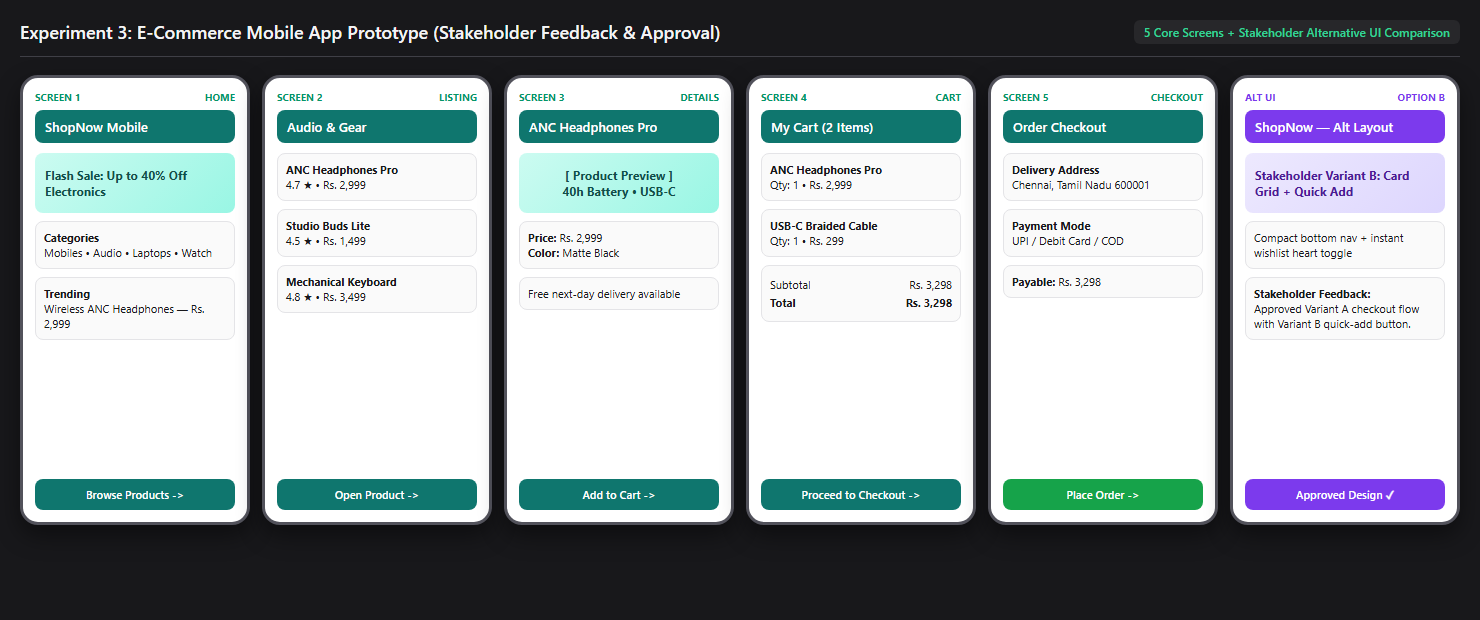 Experiment 3: E-Commerce Mobile App Prototype (Stakeholder Feedback & Approval)
5 Core Screens + Stakeholder Alternative UI Comparison
SCREEN 1 HOME
ShopNow Mobile
Flash Sale: Up to 40% Off
Electronics
Categories
Mobiles • Audio • Laptops • Watch
Trending
Wireless ANC Headphones — Rs.
2,999
Browse Products ->
SCREEN 2 LISTING
Audio & Gear
ANC Headphones Pro
4.7 ★ • Rs. 2,999
Studio Buds Lite
4.5 ★ • Rs. 1,499
Mechanical Keyboard
4.8 ★ • Rs. 3,499
Open Product ->
SCREEN 3 DETAILS
ANC Headphones Pro
[ Product Preview ]
40h Battery • USB-C
Price: Rs. 2,999
Color: Matte Black
Free next-day delivery available
Add to Cart ->
SCREEN 4 CART
My Cart (2 Items)
ANC Headphones Pro
Qty: 1 • Rs. 2,999
USB-C Braided Cable
Qty: 1 • Rs. 299
Subtotal Rs. 3,298
Total Rs. 3,298
Proceed to Checkout ->
SCREEN 5 CHECKOUT
Order Checkout
Delivery Address
Chennai, Tamil Nadu 600001
Payment Mode
UPI / Debit Card / COD
Payable: Rs. 3,298
Place Order ->
ALT UI OPTION B
ShopNow — Alt Layout
Stakeholder Variant B: Card
Grid + Quick Add
Compact bottom nav + instant
wishlist heart toggle
Stakeholder Feedback:
Approved Variant A checkout flow
with Variant B quick-add button.
Approved Design ✓